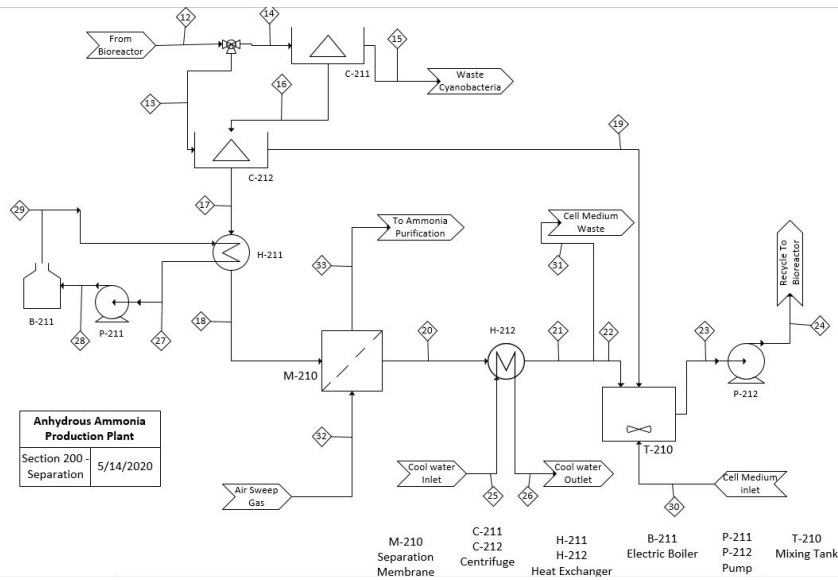 12
14
From
Bioreactor
15
C-211
Waste
Cyanobacteria
16
13
19
C-212
17
29
To Ammonia
Purification
Cell Medium
Waste
H-211
33
31
Recycle To
Bioreactor
B-211
28
P-211
27
18
20
H-212
21
22
23
24
M-210
P-212
T-210
Anhydrous Ammonia
Production Plant
Section 200 -
Separation
5/14/2020
32
Air Sweep
Gas
Cool water
Inlet
25
26
Cool water
Outlet
30
Cell Medium
inlet
M-210
Separation
Membrane
C-211
C-212
Centrifuge
H-211
H-212
Heat Exchanger
B-211
Electric Boiler
P-211
P-212
Pump
T-210
Mixing Tank